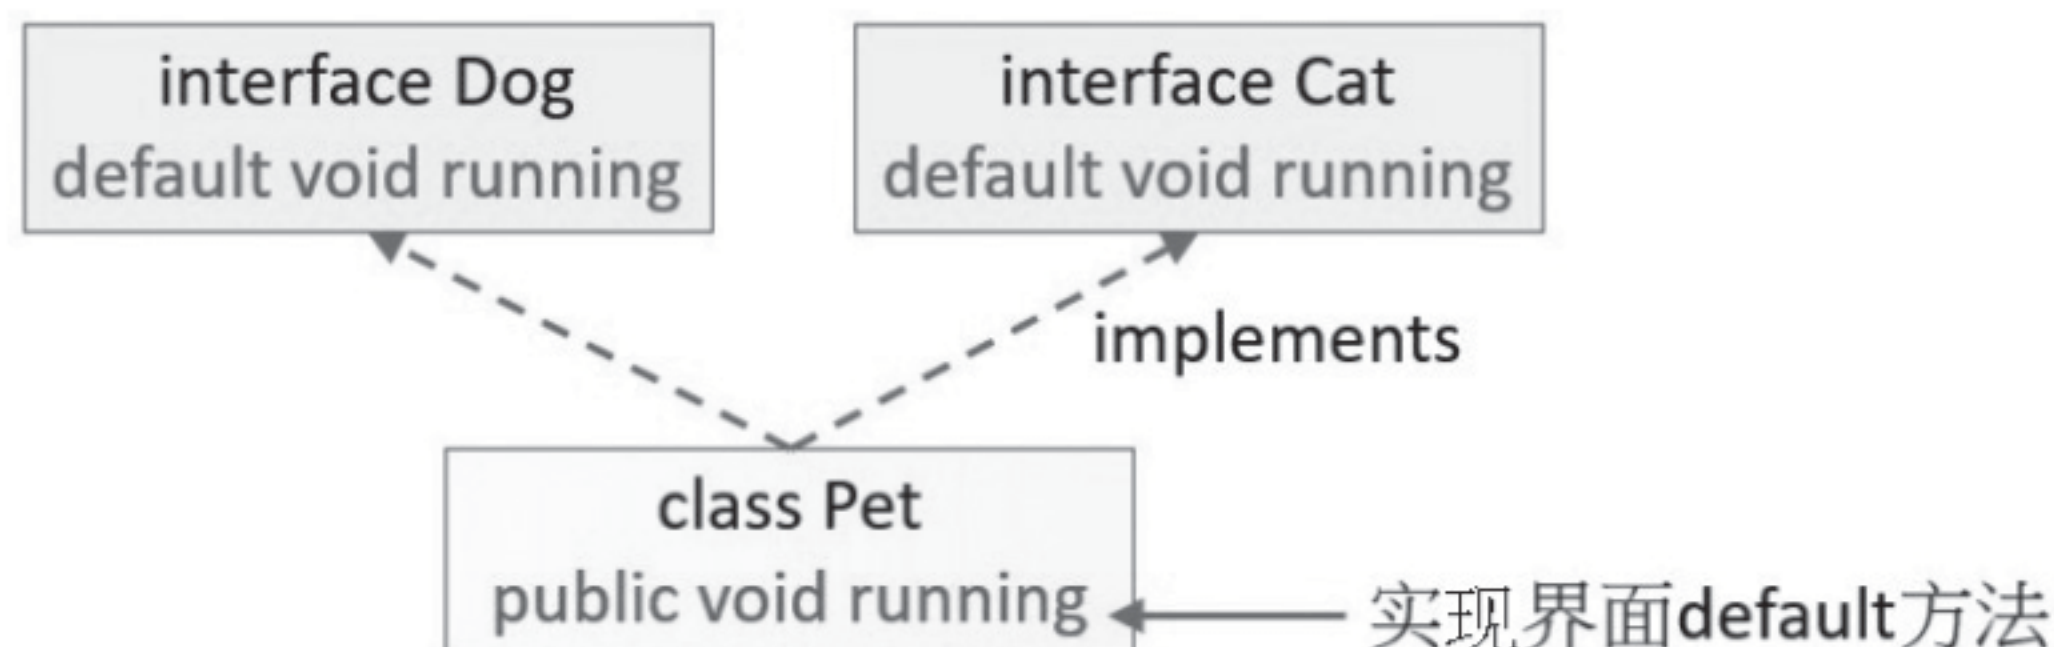 interface Dog
default void running
interface Cat
default void running
implements
class Pet
public void running
实现界面default方法